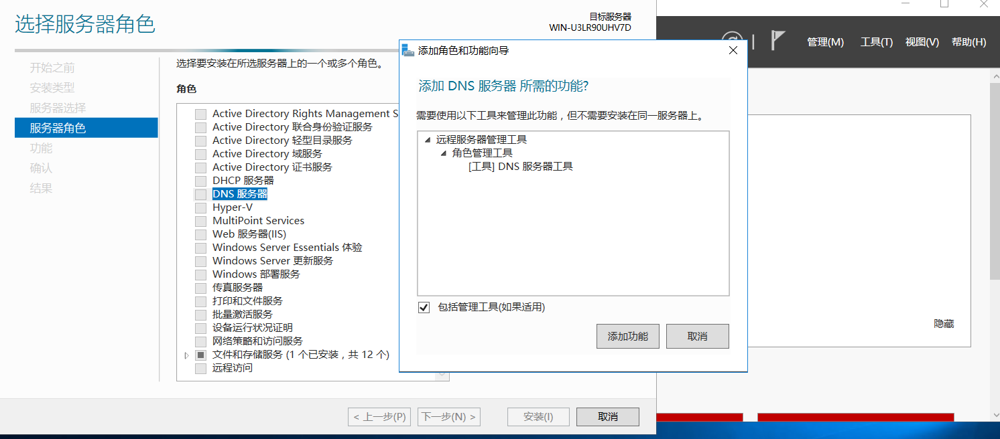 选择服务器角色
目标服务器
WIN-U3LR90UHV7D
开始之前
安装类型
服务器选择
服务器角色
功能
确认
结果
选择要安装在所选服务器上的一个或多个角色。
角色
Active Directory Rights Management S
Active Directory 联合身份验证服务
Active Directory 轻型目录服务
Active Directory 域服务
Active Directory 证书服务
DHCP 服务器
DNS 服务器
Hyper-V
MultiPoint Services
Web 服务器(IIS)
Windows Server Essentials 体验
Windows Server 更新服务
Windows 部署服务
传真服务器
打印和文件服务
批量激活服务
设备运行状况证明
网络策略和访问服务
文件和存储服务 (1 个已安装，共 12 个)
远程访问
< 上一步(P)
下一步(N) >
安装(I)
取消
添加角色和功能向导
添加 DNS 服务器 所需的功能?
需要使用以下工具来管理此功能，但不需要安装在同一服务器上。
远程服务器管理工具
角色管理工具
[工具] DNS 服务器工具
包括管理工具(如果适用)
添加功能
取消
管理(M)
工具(T)
视图(V)
帮助(H)
隐藏